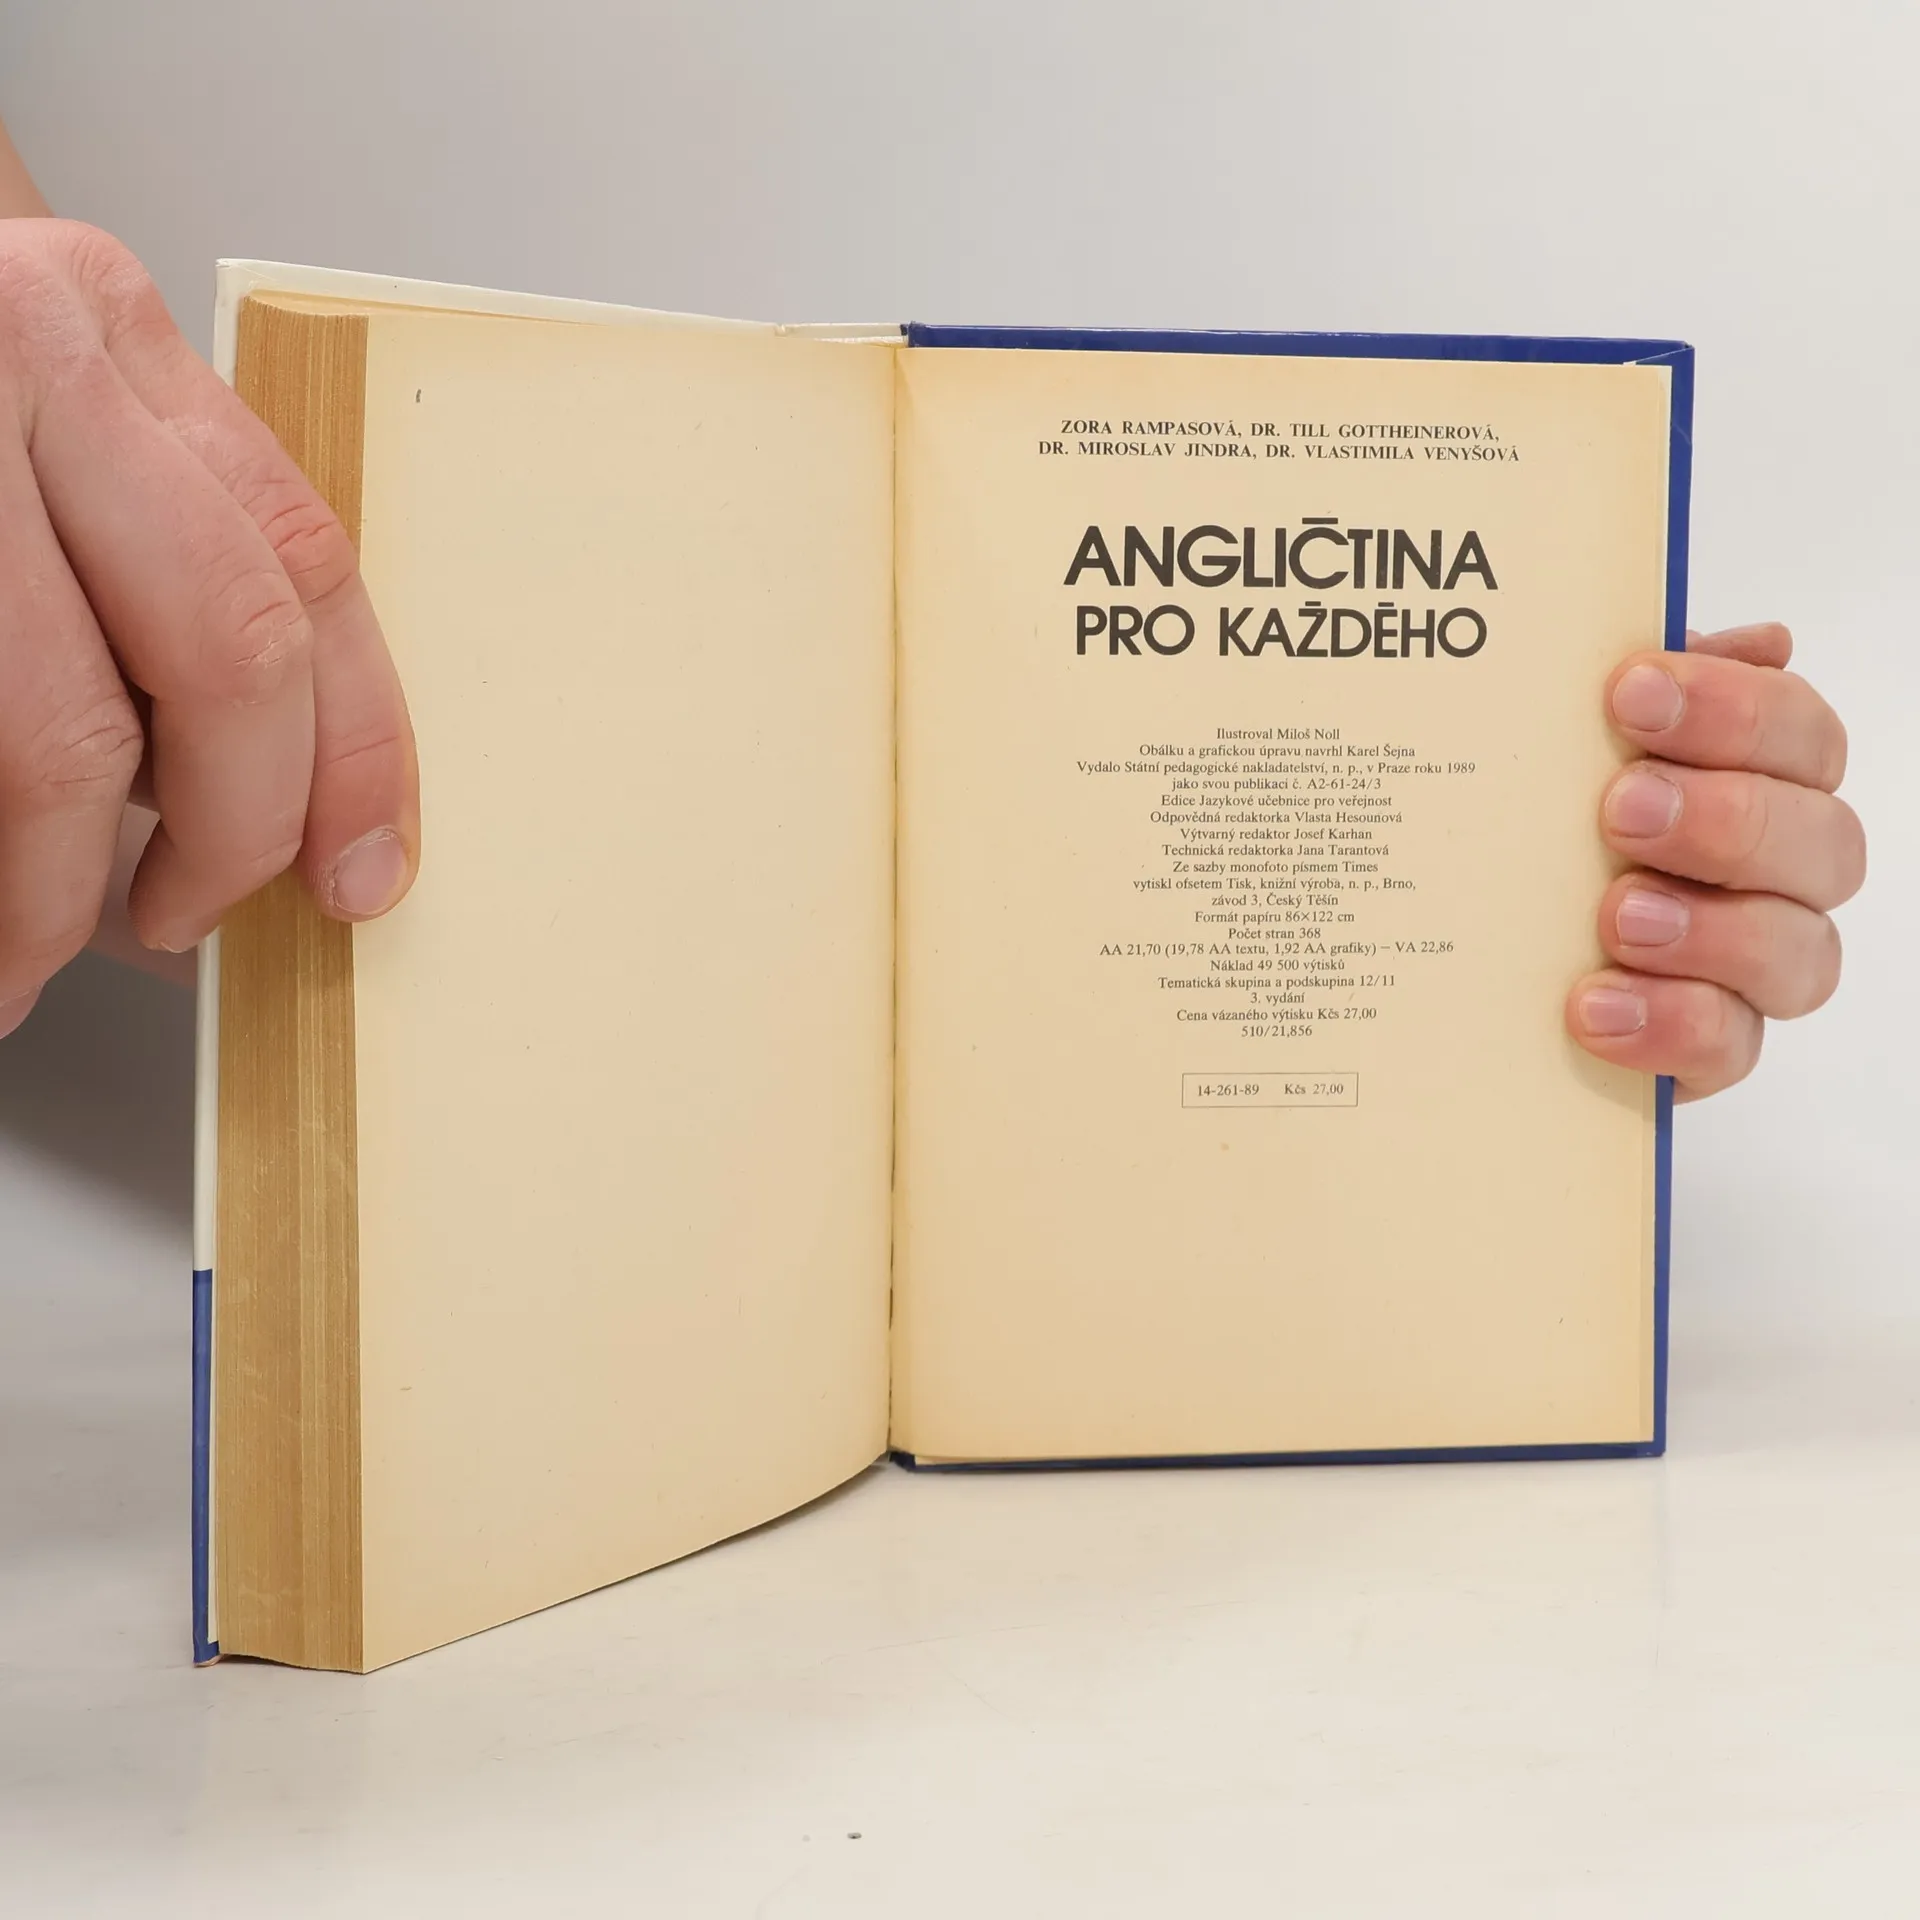 ZORA RAMPASOVÁ, DR. TILL GOTTHEINEROVÁ,
DR. MIROSLAV JINDRA, DR. VLASTIMILA VENYŠOVÁ
ANGLIČTINA
PRO KAŽDÉHO
Ilustroval Miloš Noll
Obálku a grafickou úpravu navrhl Karel Šejna
Vydalo Státní pedagogické nakladatelství, n. p., v Praze roku 1989
jako svou publikaci č. A2-61-24/3
Edice Jazykové učebnice pro veřejnost
Odpovědná redaktorka Vlasta Hesounová
Výtvarný redaktor Josef Karhan
Technická redaktorka Jana Tarantová
Ze sazby monofoto písmem Times
vytiskl ofsetem Tisk, knižní výroba, n. p., Brno,
závod 3, Český Těšín
Formát papíru 86×122 cm
Počet stran 368
AA 21,70 (19,78 AA textu, 1,92 AA grafiky) — VA 22,86
Náklad 49 500 výtisků
Tematická skupina a podskupina 12/11
3. vydání
Cena vázaného výtisku Kčs 27,00
510/21,856
14-261-89 Kčs 27,00